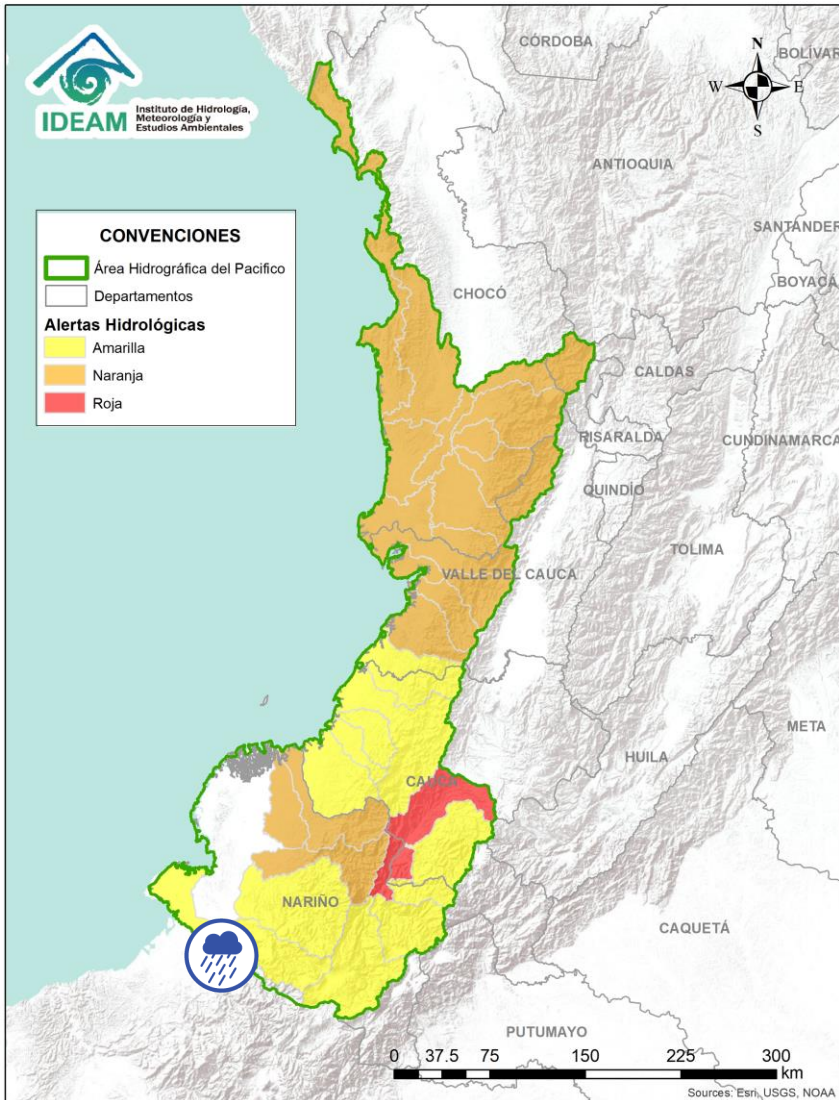 IDEAM
Instituto de Hidrología,
Meteorología y
Estudios Ambientales
N
W
E
S
CÓRDOBA
BOLÍVAR
ANTIOQUIA
SANTANDER
BOYACÁ
CHOCÓ
CALDAS
RISARALDA
CUNDINAMARCA
QUINDÍO
TOLIMA
VALLE DEL CAUCA
META
HUILA
CAUCA
NARIÑO
CAQUETÁ
PUTUMAYO
CONVENCIONES
Área Hidrográfica del Pacifico
Departamentos
Alertas Hidrológicas
Amarilla
Naranja
Roja
0 37.5 75 150 225 300
km
Sources: Esri, USGS, NOAA